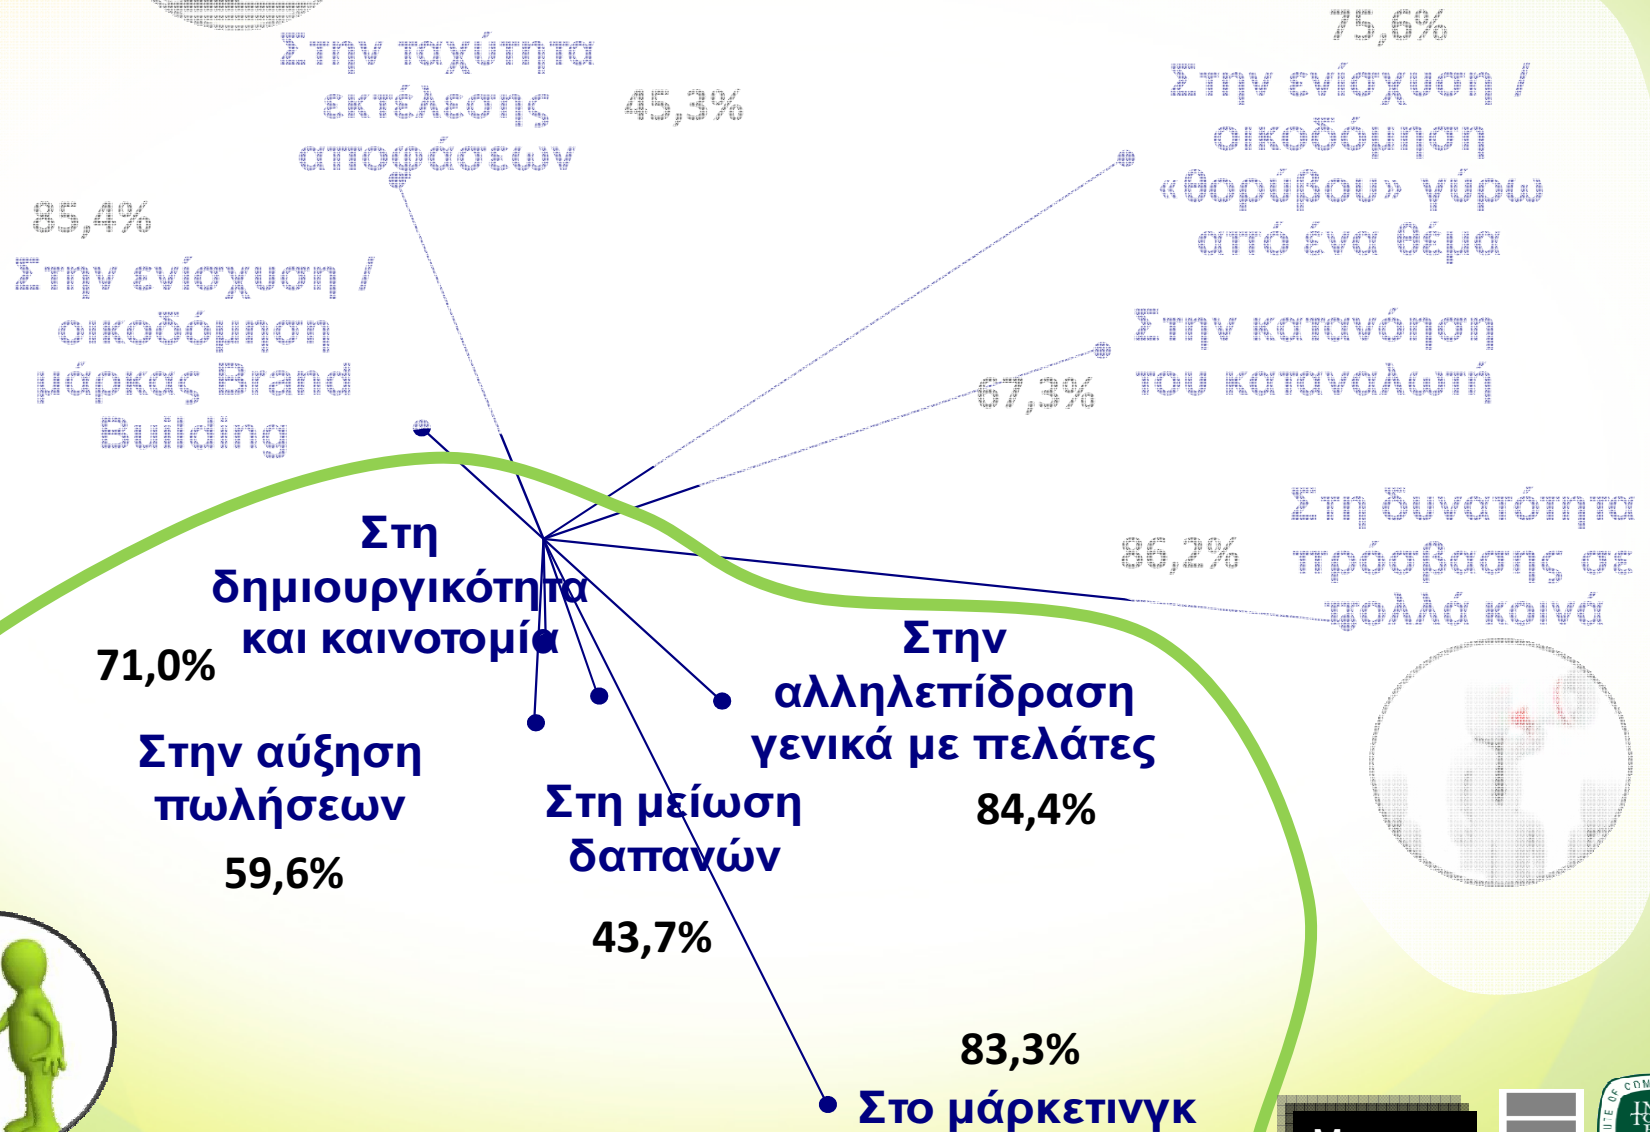 75,6%
Στην ταχύτητα
εκτέλεσης
αποφάσεων
45,3%
Στην ενίσχυση /
οικοδόμηση
«θορύβου» γύρω
από ένα θέμα
85,4%
Στην ενίσχυση /
οικοδόμηση
μάρκας Brand
Building
Στην κατανόηση
του καταναλωτή
67,3%
Στη δυνατότητα
πρόσβασης σε
πολλά κοινά
86,2%
Στη
δημιουργικότητα
και καινοτομία
71,0%
Στην
αλληλεπίδραση
γενικά με πελάτες
84,4%
Στην αύξηση
πωλήσεων
59,6%
Στη μείωση
δαπανών
43,7%
83,3%
Στο μάρκετινγκ